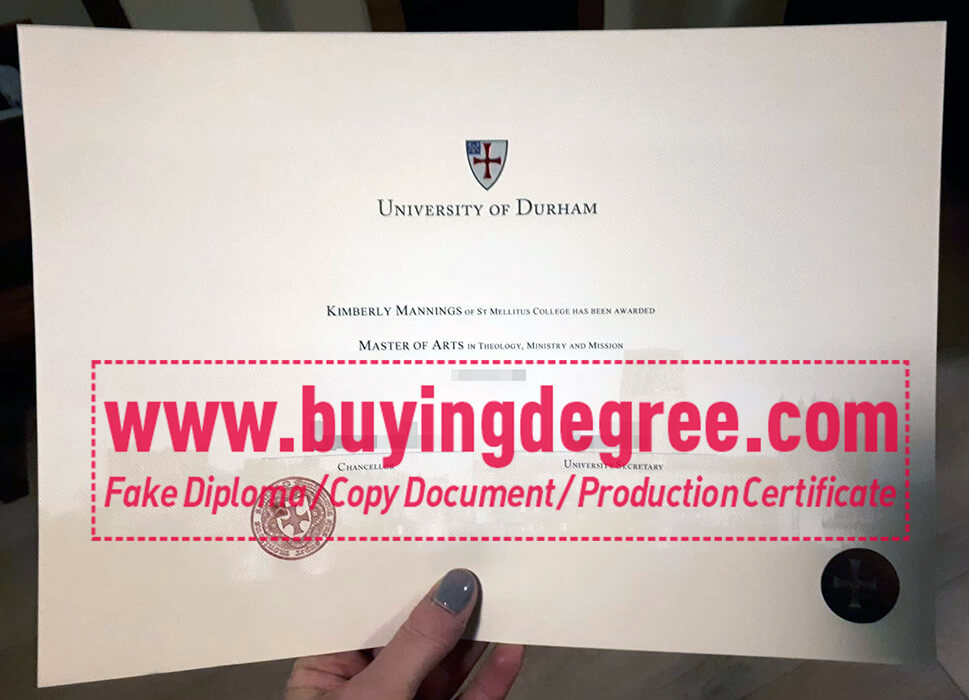 UNIVERSITY OF DURHAM
KIMBERLY MANNINGS OF ST MELLITUS COLLEGE HAS BEEN AWARDED
MASTER OF ARTS IN THEOLOGY, MINISTRY AND MISSION
www.buyingdegree.com
CHANCELLOR UNIVERSITY SECRETARY
Fake Diploma / Copy Document / Production Certificate